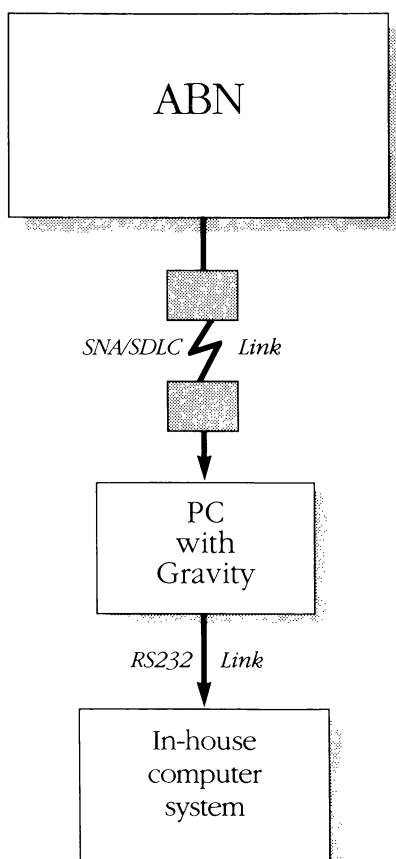 ABN
SNA/SDLC Link
PC
with
Gravity
RS232 Link
In-house
computer
system